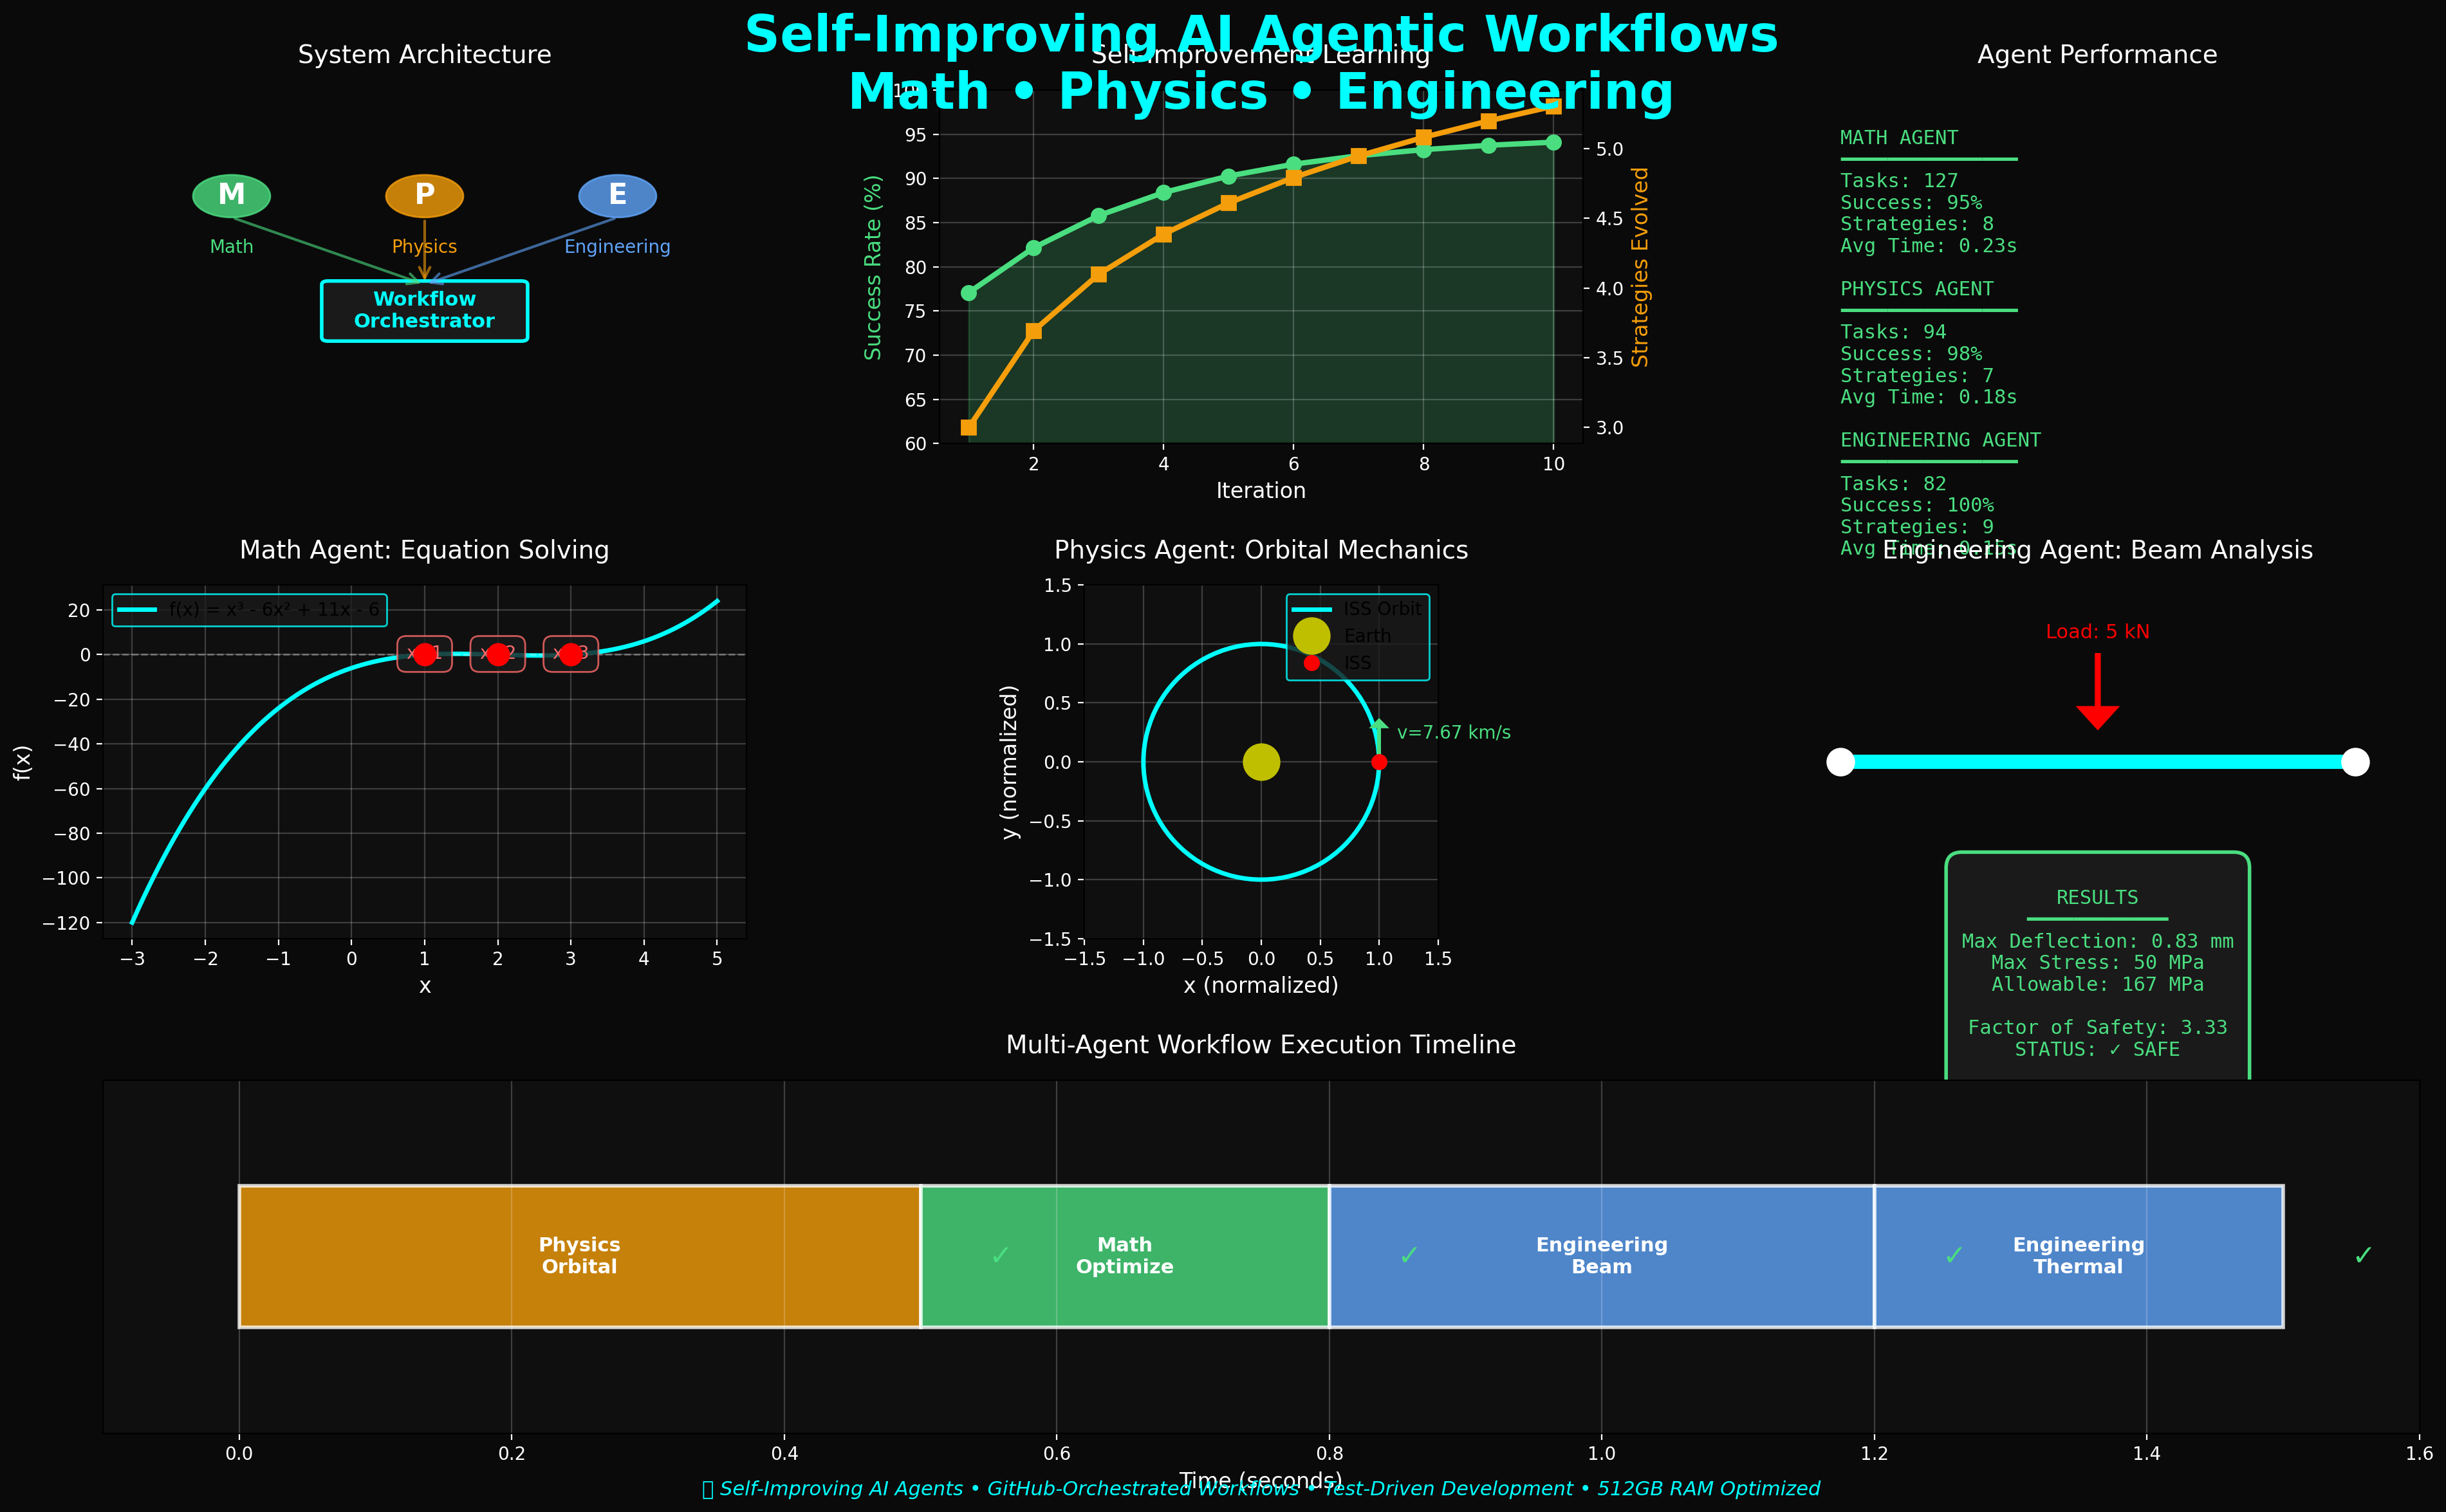 Self-Improving AI Agentic Workflows
Math • Physics • Engineering
System Architecture
M
P
E
Math
Physics
Engineering
Workflow
Orchestrator
Self-Improvement Learning
Success Rate (%)
100
95
90
85
80
75
70
65
60
2
4
6
8
10
Iteration
5.0
4.5
4.0
3.5
3.0
Strategies Evolved
Agent Performance
MATH AGENT
Tasks: 127
Success: 95%
Strategies: 8
Avg Time: 0.23s
PHYSICS AGENT
Tasks: 94
Success: 98%
Strategies: 7
Avg Time: 0.18s
ENGINEERING AGENT
Tasks: 82
Success: 100%
Strategies: 9
Avg Time: 0.15s
Math Agent: Equation Solving
f(x) = x³ - 6x² + 11x - 6
f(x)
20
0
−20
−40
−60
−80
−100
−120
x=1
x=2
x=3
−3
−2
−1
0
1
2
3
4
5
x
Physics Agent: Orbital Mechanics
ISS Orbit
Earth
ISS
v=7.67 km/s
y (normalized)
1.5
1.0
0.5
0.0
−0.5
−1.0
−1.5
−1.5
−1.0
−0.5
0.0
0.5
1.0
1.5
x (normalized)
Engineering Agent: Beam Analysis
Load: 5 kN
RESULTS
Max Deflection: 0.83 mm
Max Stress: 50 MPa
Allowable: 167 MPa
Factor of Safety: 3.33
STATUS: ✓ SAFE
Multi-Agent Workflow Execution Timeline
Physics
Orbital
✓
Math
Optimize
✓
Engineering
Beam
✓
Engineering
Thermal
✓
0.0
0.2
0.4
0.6
0.8
1.0
1.2
1.4
1.6
Time (seconds)
Self-Improving AI Agents • GitHub-Orchestrated Workflows • Test-Driven Development • 512GB RAM Optimized